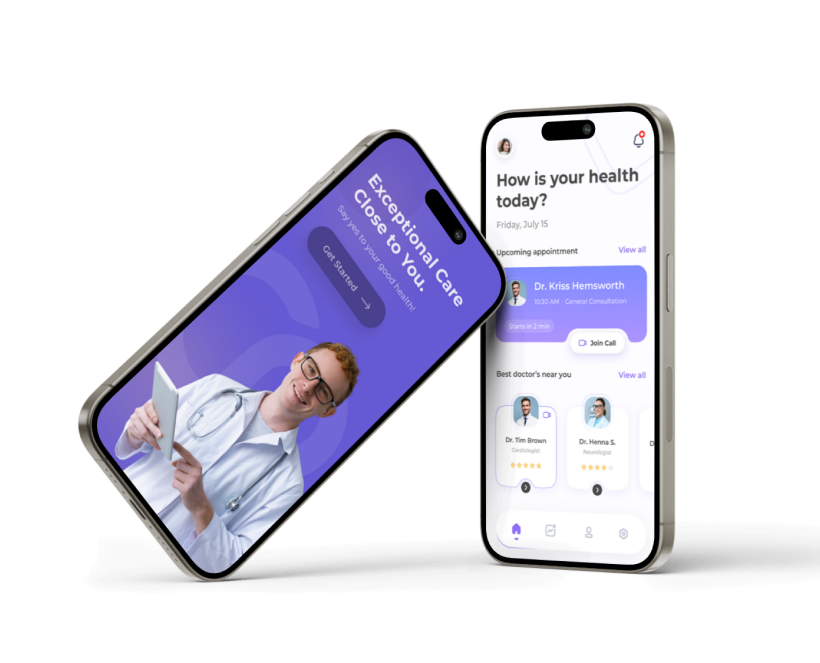 Exceptional Care
Close to You.
Say yes to your good health!
Get Started
How is your health
today?
Friday, July 15
Upcoming appointment
View all
Dr. Kriss Hemsworth
10:30 AM · General Consultation
Starts in 2 min
Join Call
Best doctor's near you
View all
Dr. Tim Brown
Cardiologist
Dr. Henna S.
Neurologist
D